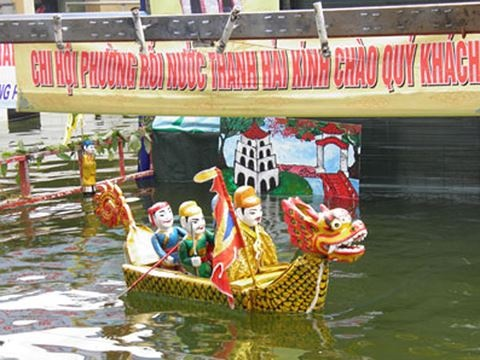 CHI HỘI PHƯỜNG RỐI NƯỚC THANH HẢI KÍNH CHÀO QUÝ KHÁCH